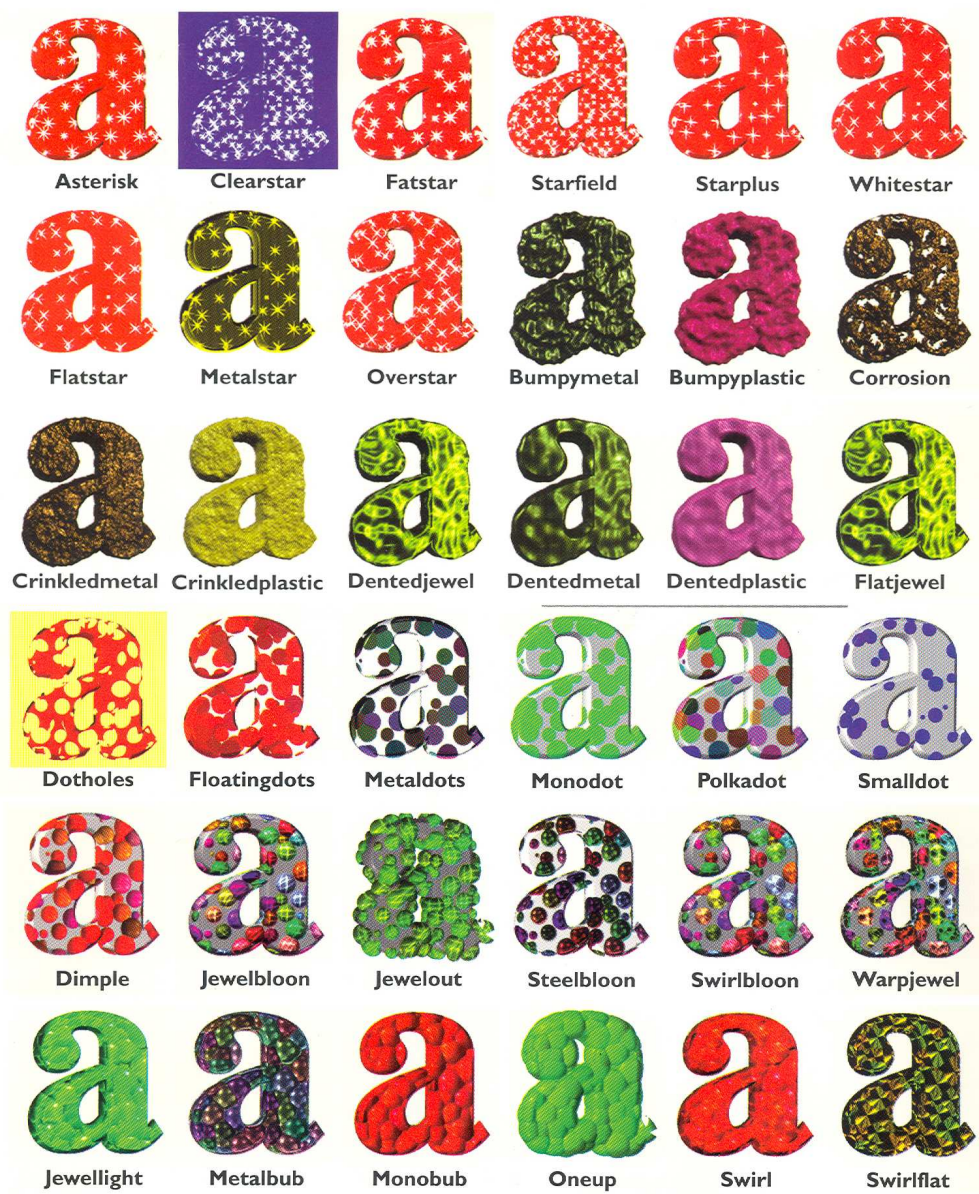 a a a a a a
Asterisk Clearstar Fatstar Starfield Starplus Whitestar
a a a a a a
Flatstar Metalstar Overstar Bumpymetal Bumpyplastic Corrosion
a a a a a a
Crinkledmetal Crinkledplastic Dentedjewel Dentedmetal Dentedplastic Flatjewel
a a a a a a
Dotholes Floatingdots Metaldots Monodot Polkadot Smalldot
a a a a a a
Dimple Jewelbloon Jewelout Steelbloon Swirlbloon Warpjewel
a a a a a a
Jewellight Metalbub Monobub Oneup Swirl Swirlflat